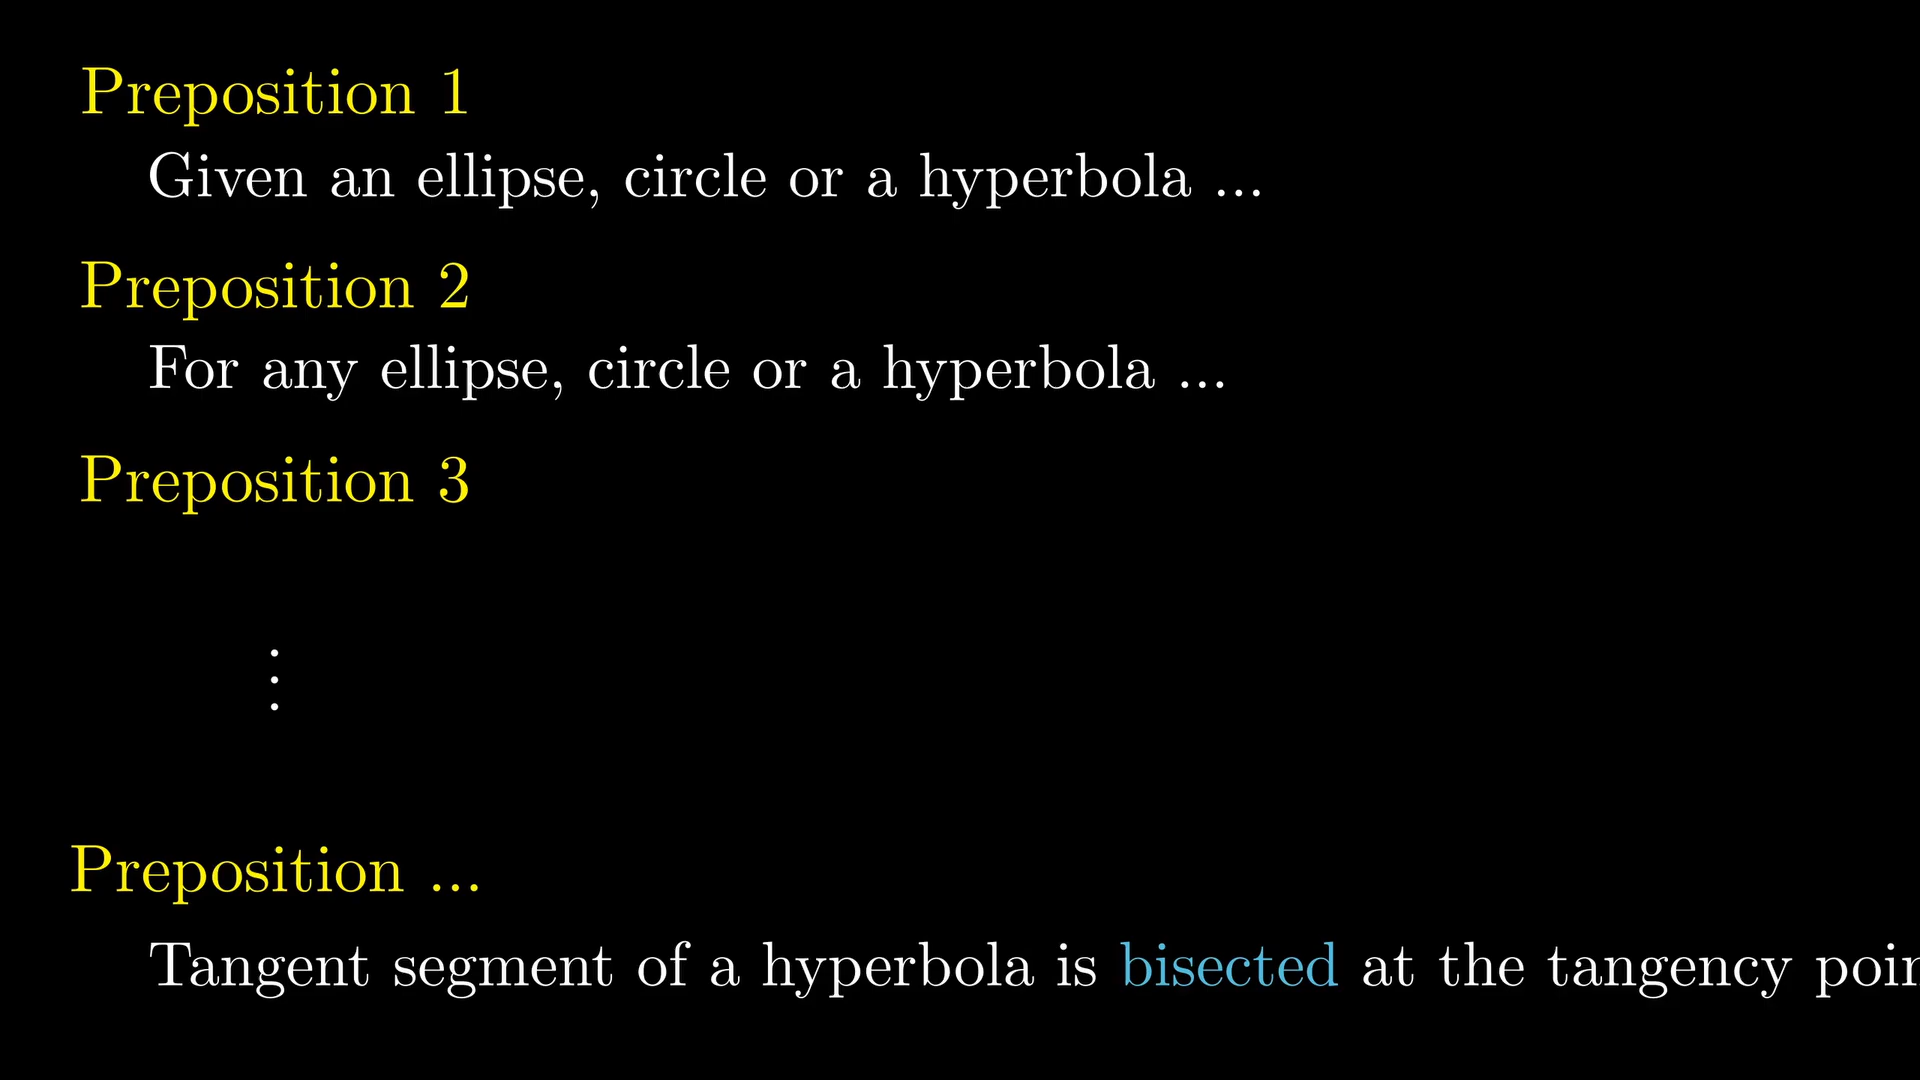 Preposition 1
Given an ellipse, circle or a hyperbola ...
Preposition 2
For any ellipse, circle or a hyperbola ...
Preposition 3
⋮
Preposition ...
Tangent segment of a hyperbola is bisected at the tangency